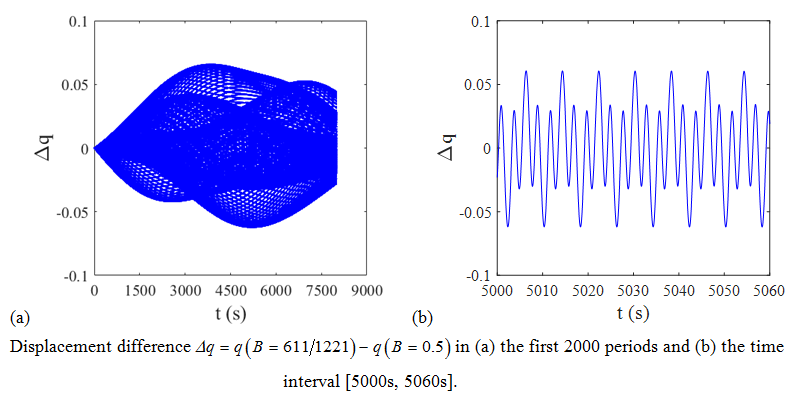 0.1
0.05
0
-0.05
-0.1
Δq
0 1500 3000 4500 6000 7500 9000
t (s)
(a)
0.1
0.05
0
-0.05
-0.1
Δq
5000 5010 5020 5030 5040 5050 5060
t (s)
(b)
Displacement difference Δq = q(B = 611/1221) − q(B = 0.5) in (a) the first 2000 periods and (b) the time
interval [5000s, 5060s].